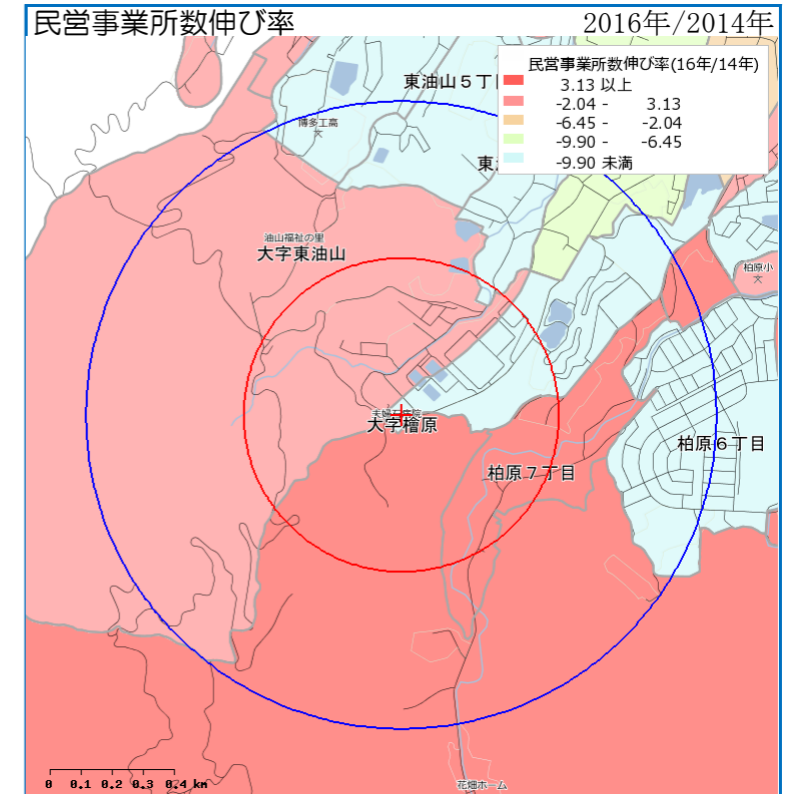 民営事業所数伸び率 2016年/2014年
民営事業所数伸び率(16年/14年)
3.13 以上
-2.04 - 3.13
-6.45 - -2.04
-9.90 - -6.45
-9.90 未満
東油山５丁
博多工高
東
柏原小
油山福祉の里
大字東油山
大字檜原
柏原６丁目
柏原７丁目
0 0.1 0.2 0.3 0.4 km
花畑ホーム